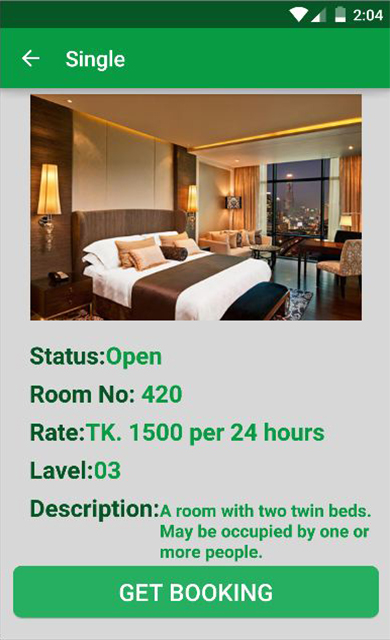 2:04
Single
Status:Open
Room No: 420
Rate:TK. 1500 per 24 hours
Lavel:03
Description:A room with two twin beds.
May be occupied by one or
more people.
GET BOOKING